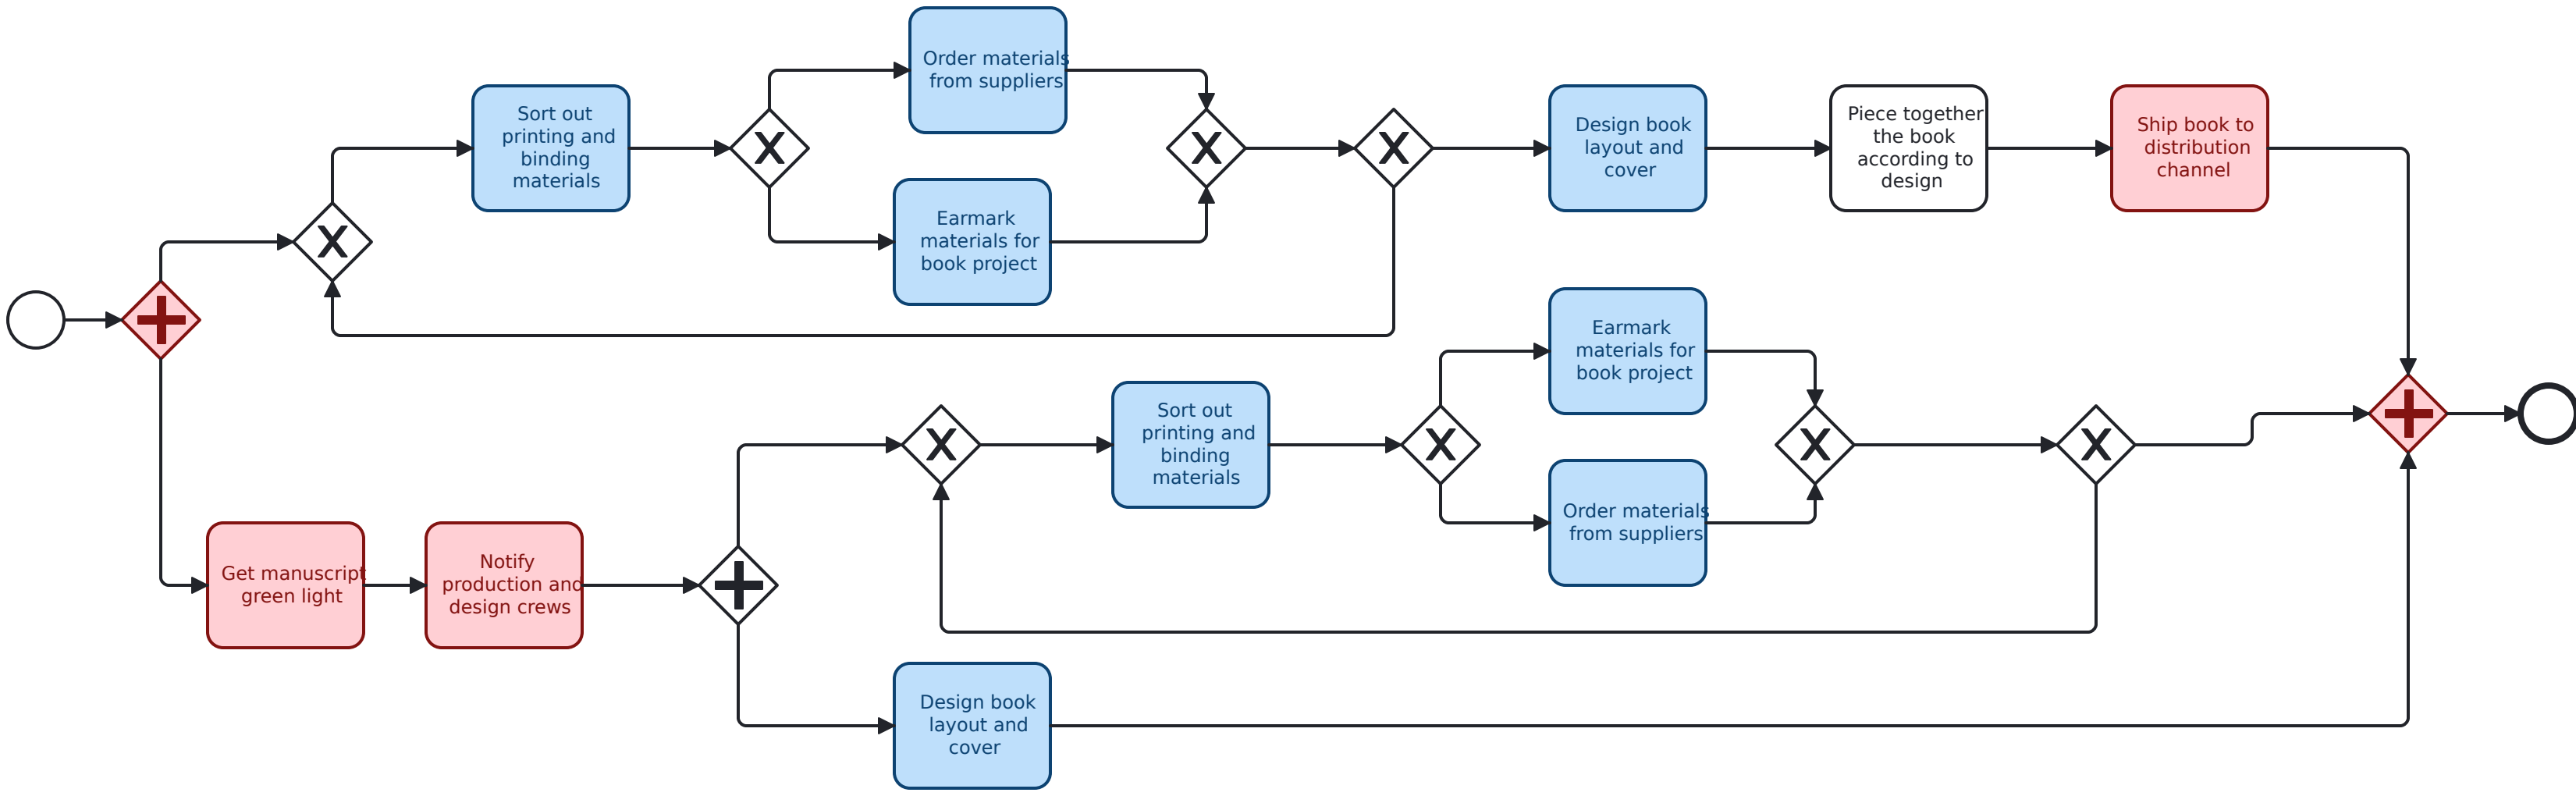 Order materials
from suppliers
Sort out
printing and
binding
materials
X
X
X
Design book
layout and
cover
Piece together
the book
according to
design
Ship book to
distribution
channel
Earmark
materials for
book project
X
Earmark
materials for
book project
Sort out
printing and
binding
materials
X
X
X
X
Order materials
from suppliers
Get manuscript
green light
Notify
production and
design crews
Design book
layout and
cover